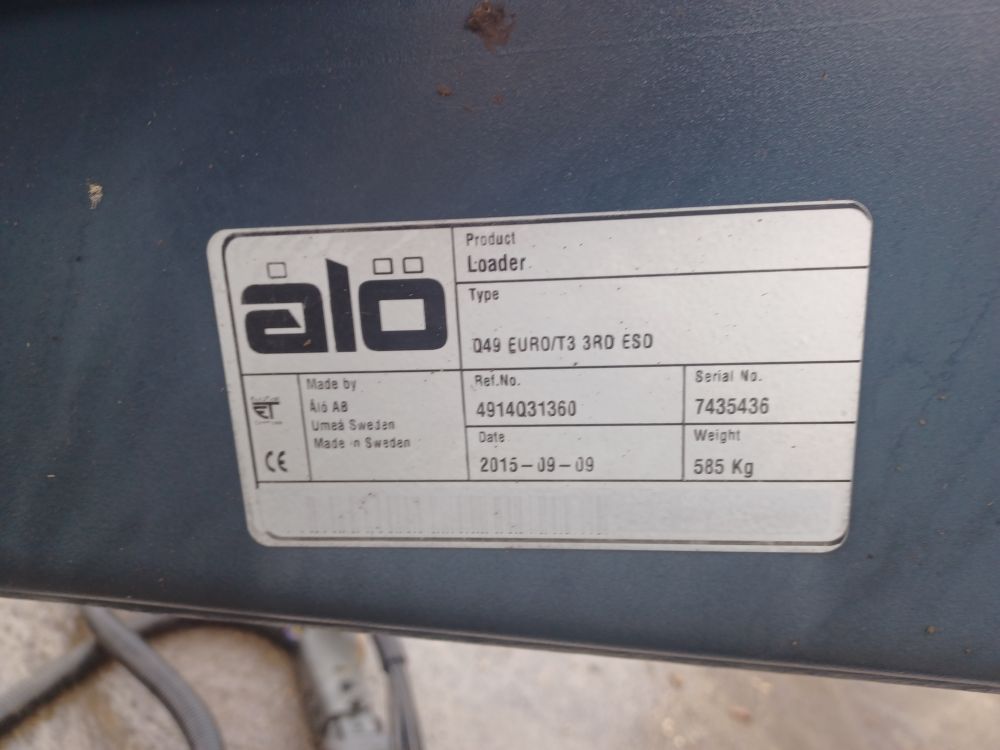 älö
Product
Loader
Type
Q49 EURO/T3 3RD ESD
Made by
Ålö AB
Umeå Sweden
Made in Sweden
Ref.No.
4914Q31360
Serial No.
7435436
Date
2015-09-09
Weight
585 Kg
CE